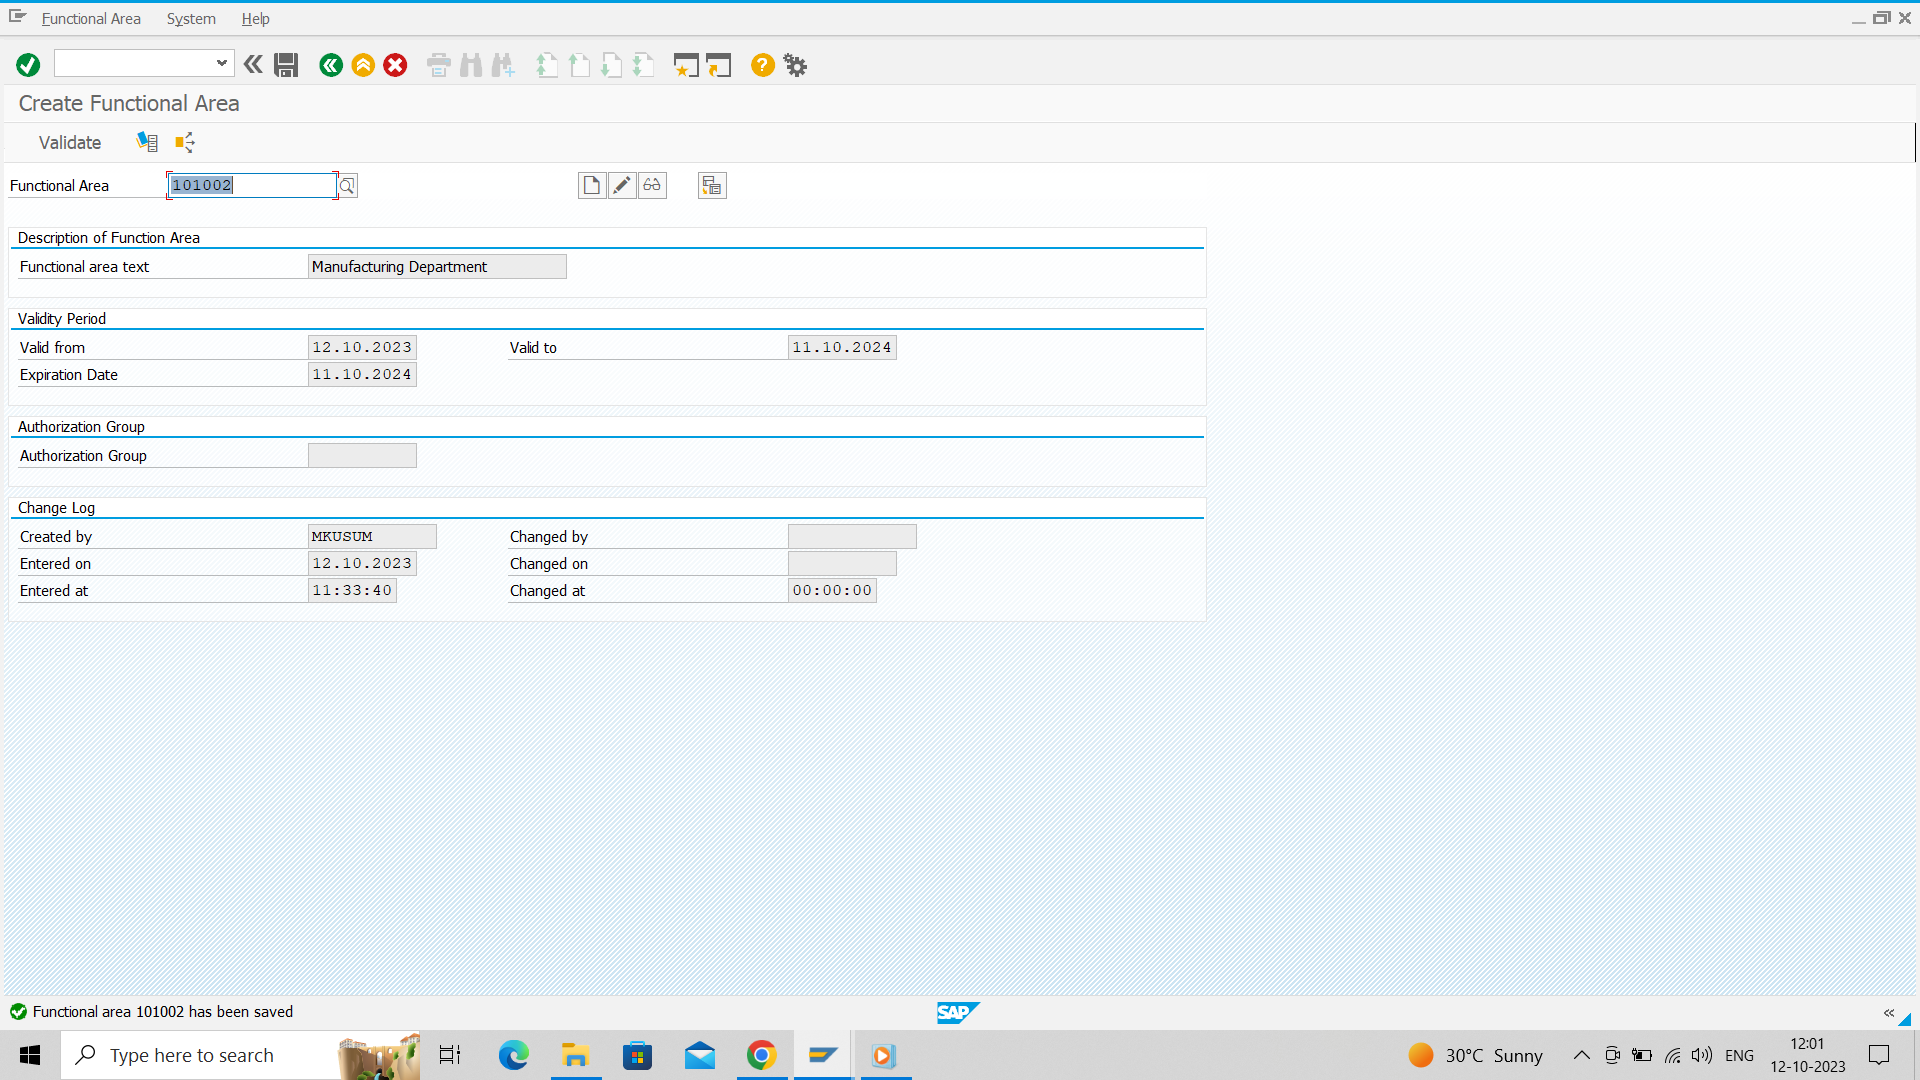 Functional Area System Help
Create Functional Area
Validate
Functional Area 101002
Description of Function Area
Functional area text Manufacturing Department
Validity Period
Valid from 12.10.2023 Valid to 11.10.2024
Expiration Date 11.10.2024
Authorization Group
Authorization Group
Change Log
Created by MKUSUM Changed by
Entered on 12.10.2023 Changed on
Entered at 11:33:40 Changed at 00:00:00
Functional area 101002 has been saved SAP
Type here to search 30°C Sunny ENG 12:01
12-10-2023